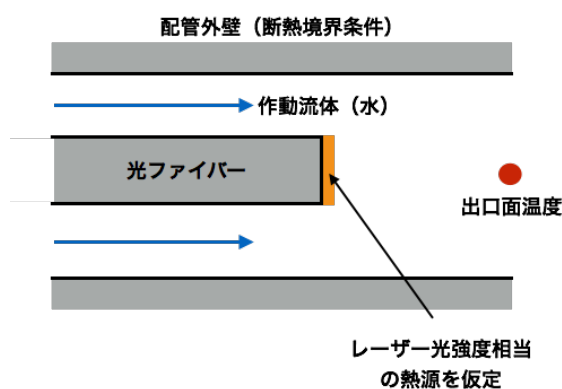 配管外壁（断熱境界条件）
作動流体（水）
光ファイバー
出口面温度
レーザー光強度相当
の熱源を仮定